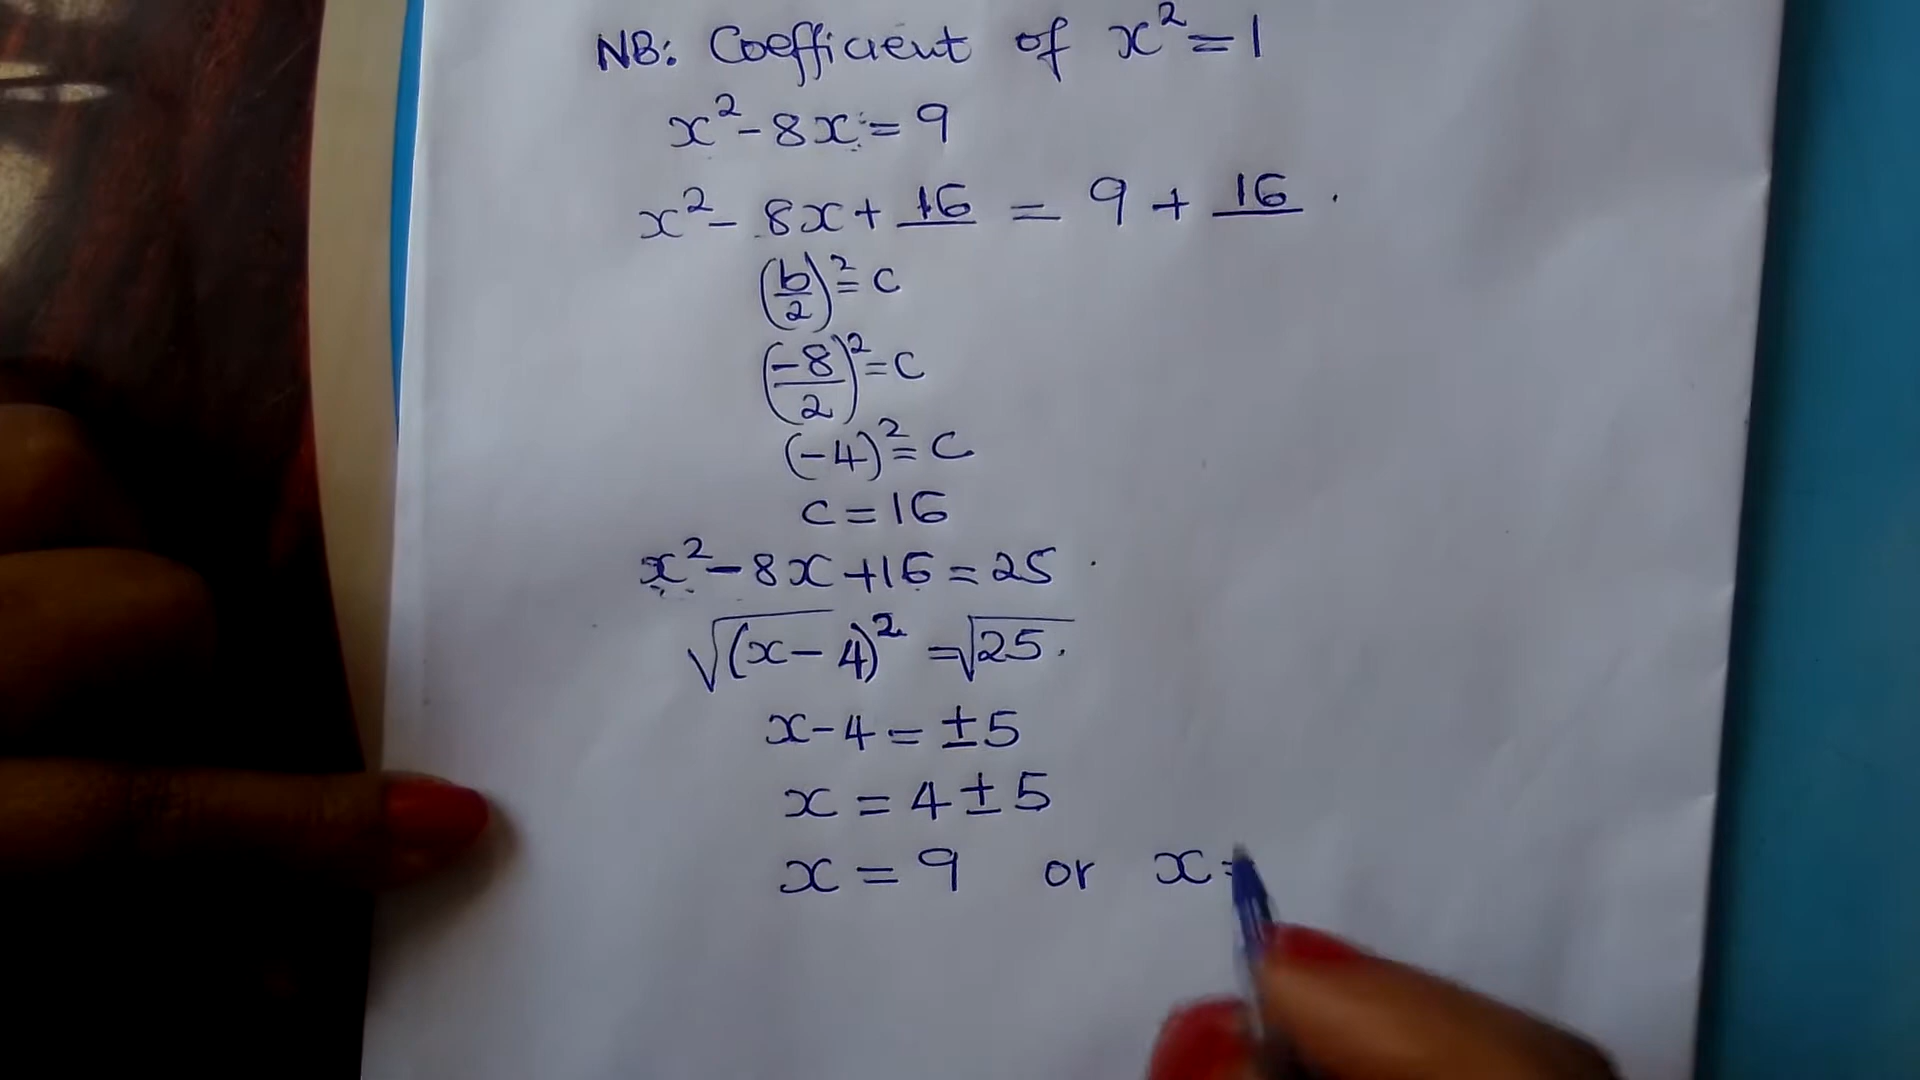 NB: Coefficient of x² = 1
x² - 8x = 9
x² - 8x + 16 = 9 + 16
(b/2)² = c
(-8/2)² = c
(-4)² = c
c = 16
x² - 8x + 16 = 25
√(x - 4)² = √25.
x - 4 = ±5
x = 4 ± 5
x = 9 or x =